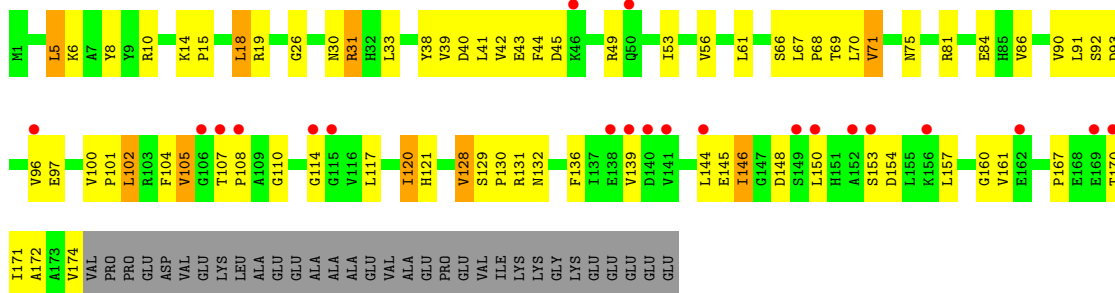 M1 L5 K6 A7 Y8 Y9 R10 K14 P15 L18 R19 G26 N30 R31 H32 L33 Y38 V39 D40 L41 V42 E43 F44 D45 K46 R49 Q50 I53 V56 L61 S66 L67 P68 T69 L70 V71 N75 R81 E84 H85 V86 V90 L91 S92 D93
V96 E97 V100 P101 L102 R103 F104 V105 G106 T107 P108 A109 G110 G114 G115 V116 L117 I120 H121 V128 S129 P130 R131 N132 F136 I137 E138 V139 D140 V141 L144 E145 I146 G147 D148 S149 L150 H151 A152 S153 D154 L155 K156 L157 G160 V161 E162 P167 E168 E169 T170
I171 A172 A173 V174 VAL PRO PRO GLU ASP VAL GLU LYS LEU ALA GLU GLU ALA ALA ALA GLU VAL ALA GLU PRO GLU VAL ILE LYS LYS GLY LYS GLU GLU GLU GLU GLU